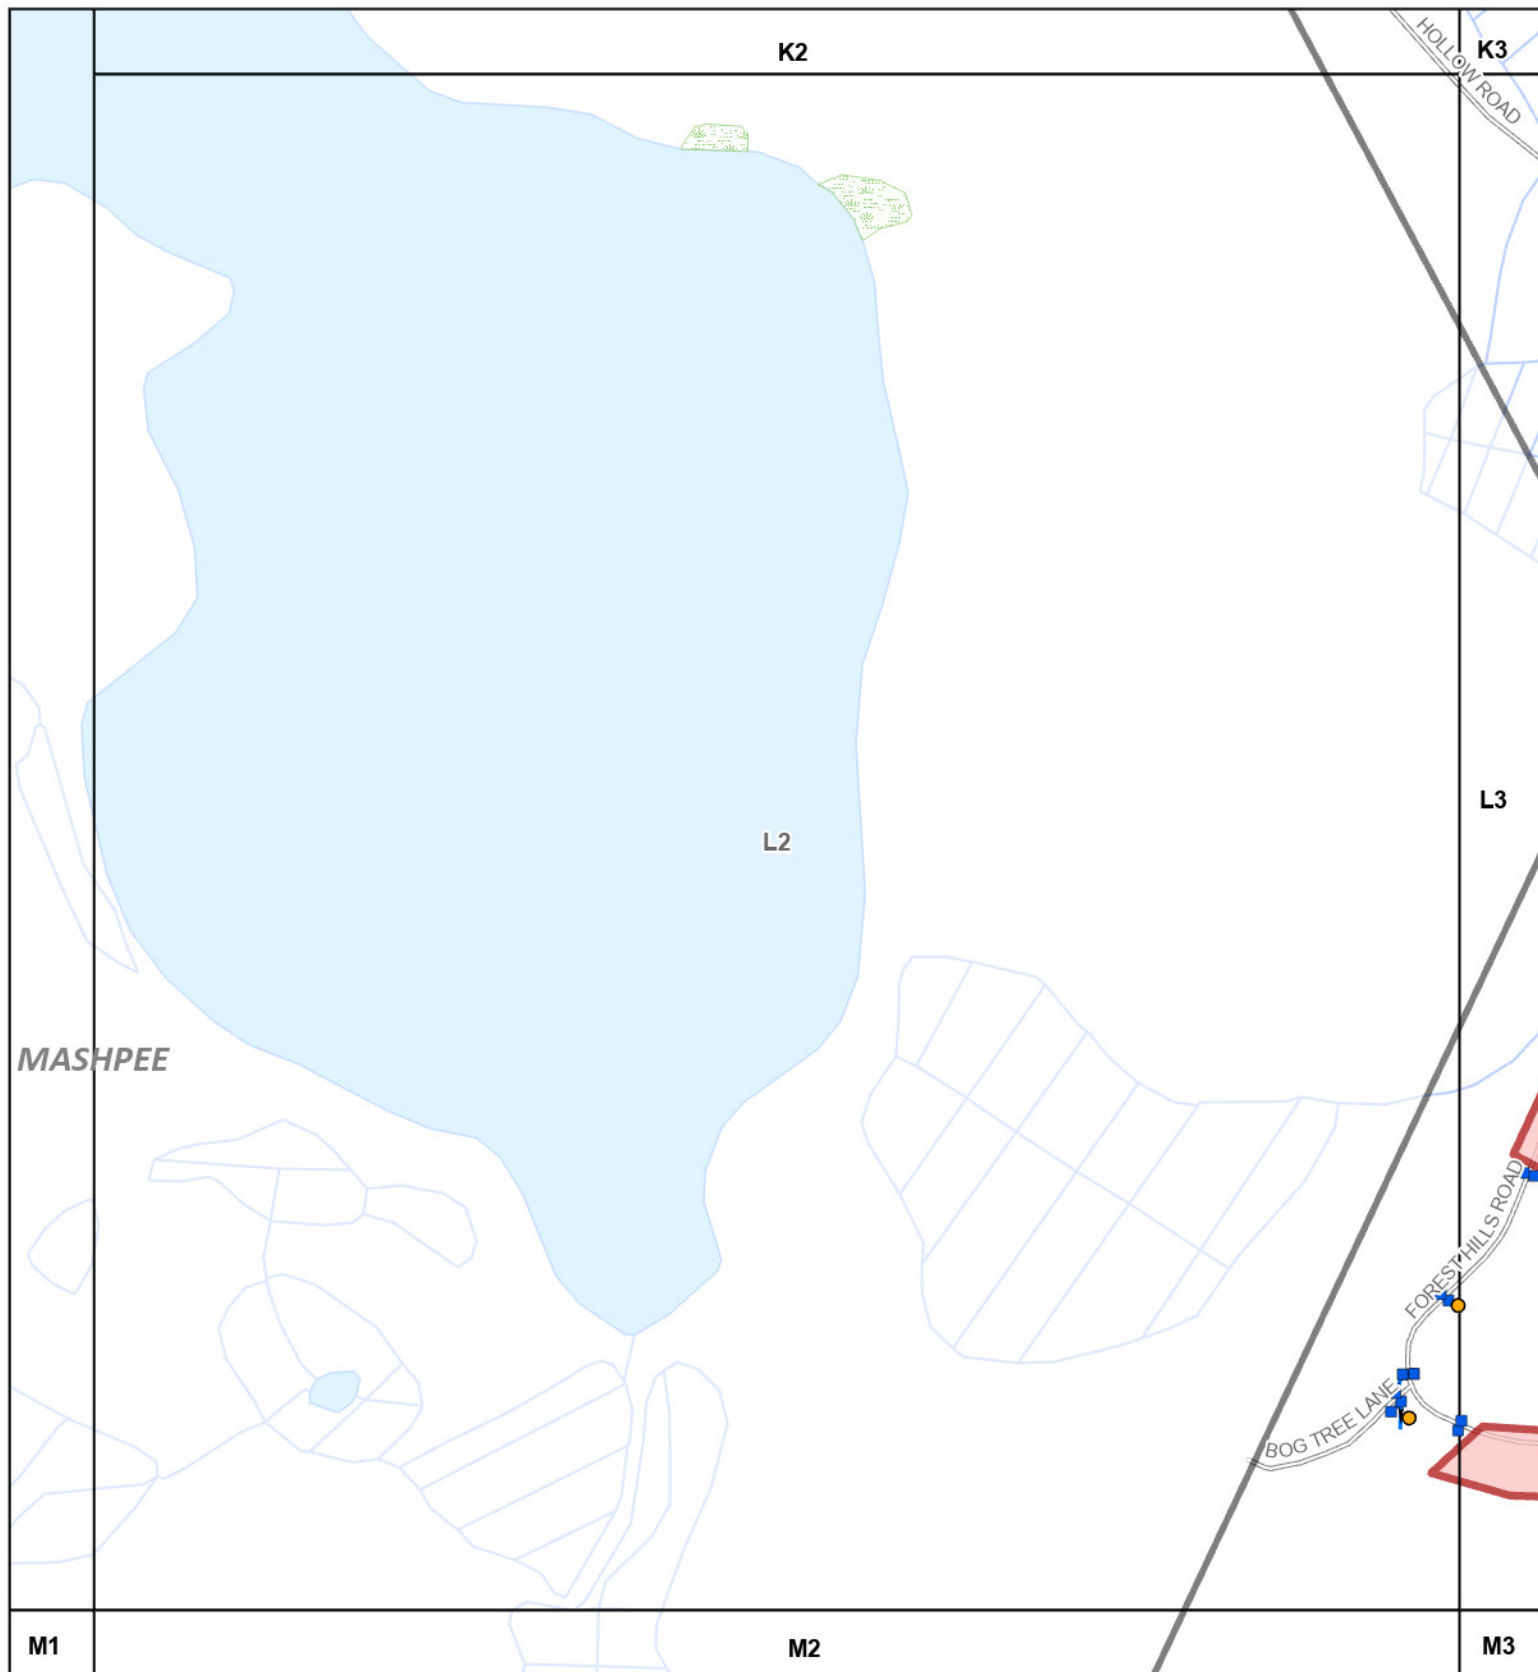 K2
K3
HOLLOW ROAD
L3
L2
MASHPEE
FOREST HILLS ROAD
BOG TREE LANE
M1
M2
M3